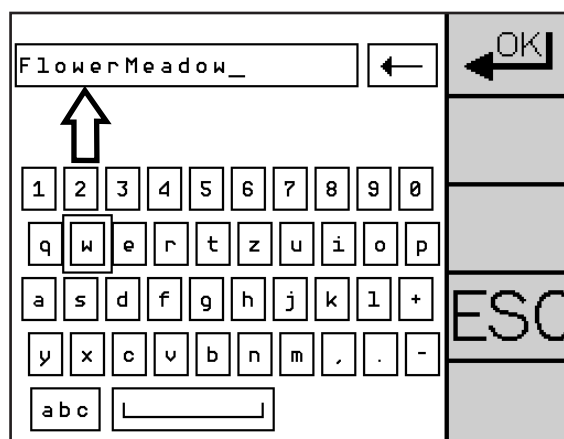 FlowerMeadow_
OK
1 2 3 4 5 6 7 8 9 0
q w e r t z u i o p
a s d f g h j k l +
ESC
y x c v b n m , . -
abc